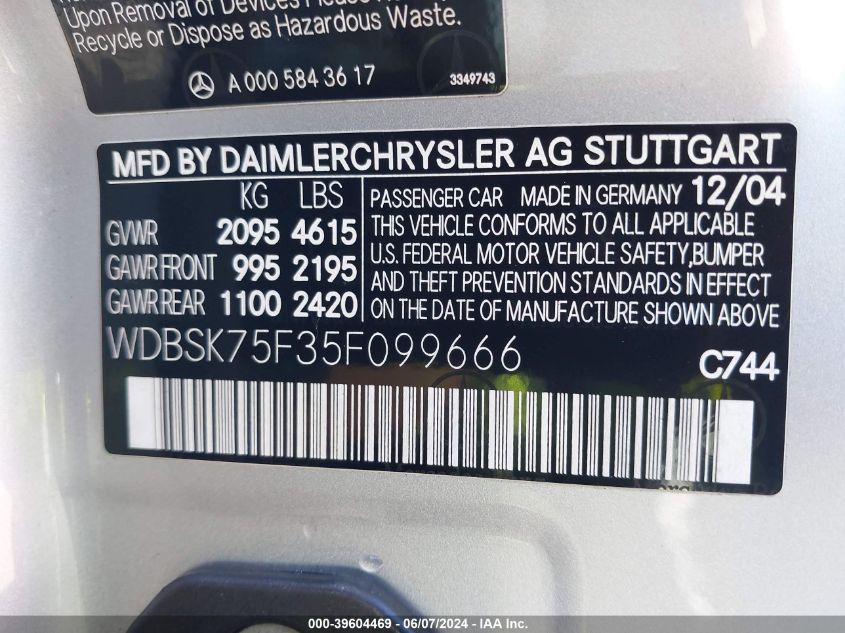 Upon Removal of Devices Please
Recycle or Dispose as Hazardous Waste.
A 000 584 36 17
3349743
MFD BY DAIMLERCHRYSLER AG STUTTGART
KG LBS
GVWR 2095 4615
GAWR FRONT 995 2195
GAWR REAR 1100 2420
PASSENGER CAR MADE IN GERMANY 12/04
THIS VEHICLE CONFORMS TO ALL APPLICABLE
U.S. FEDERAL MOTOR VEHICLE SAFETY,BUMPER
AND THEFT PREVENTION STANDARDS IN EFFECT
ON THE DATE OF MANUFACTURE SHOWN ABOVE
WDBSK75F35F099666
C744
000-39604469 | 06/07/2024 | IAA Inc.